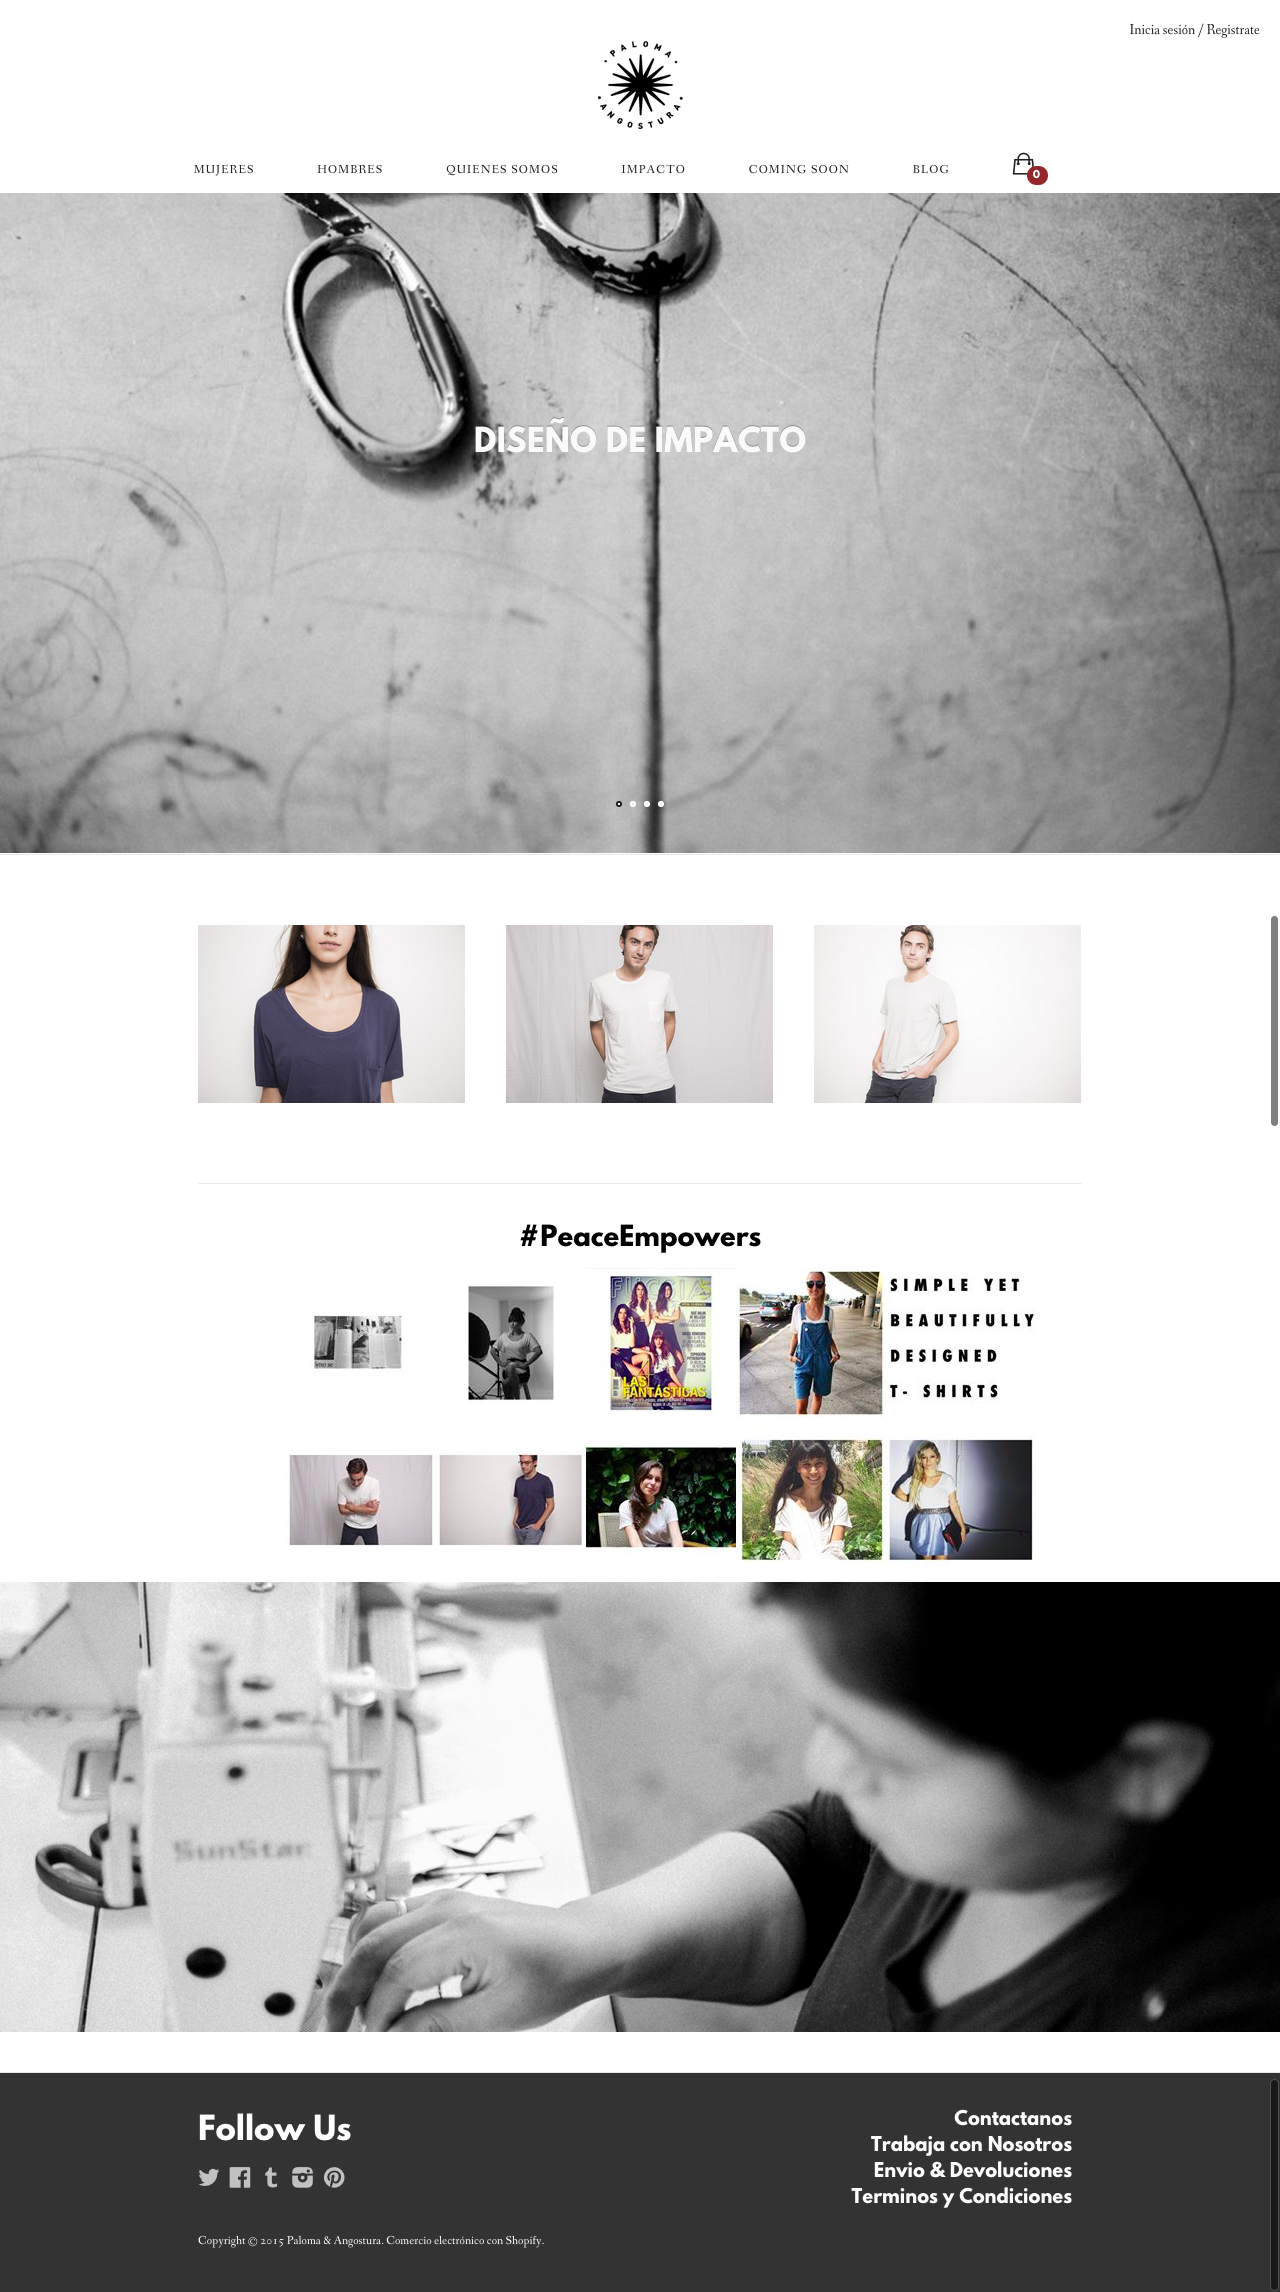 Inicia sesión / Registrate
PALOMA
ANGOSTURA
MUJERES HOMBRES QUIENES SOMOS IMPACTO COMING SOON BLOG 0
DISEÑO DE IMPACTO
#PeaceEmpowers
FUCSIA
LAS
FANTÁSTICAS
SIMPLE YET
BEAUTIFULLY
DESIGNED
T- SHIRTS
SunStar
Follow Us
Contactanos
Trabaja con Nosotros
Envio & Devoluciones
Terminos y Condiciones
Copyright © 2015 Paloma & Angostura. Comercio electrónico con Shopify.